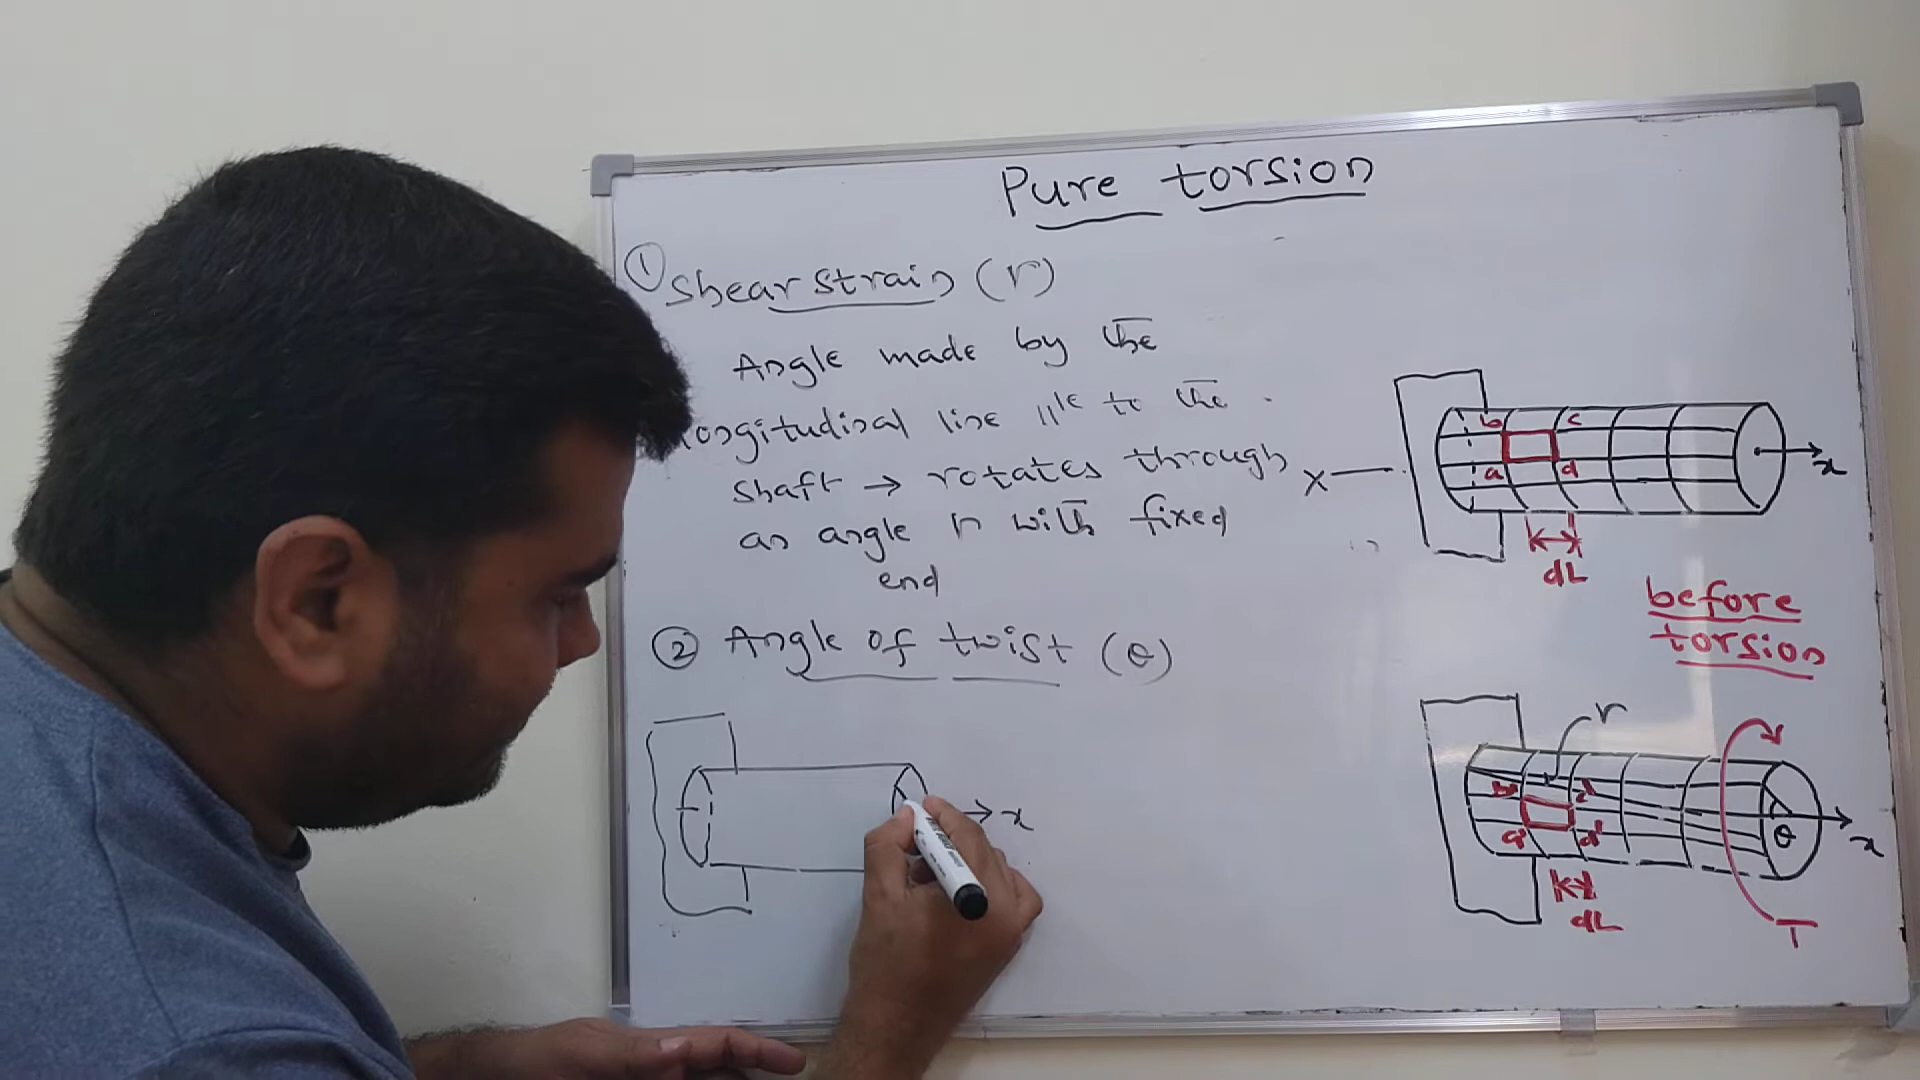 Pure torsion
① Shear strain (r)
Angle made by the
longitudinal line 11le to the
shaft → rotates through
an angle r with fixed
end
② Angle of twist (θ)
x
b c
a d
x
dL
before
torsion
r
b' c'
a' d'
θ
x
dL
T
x